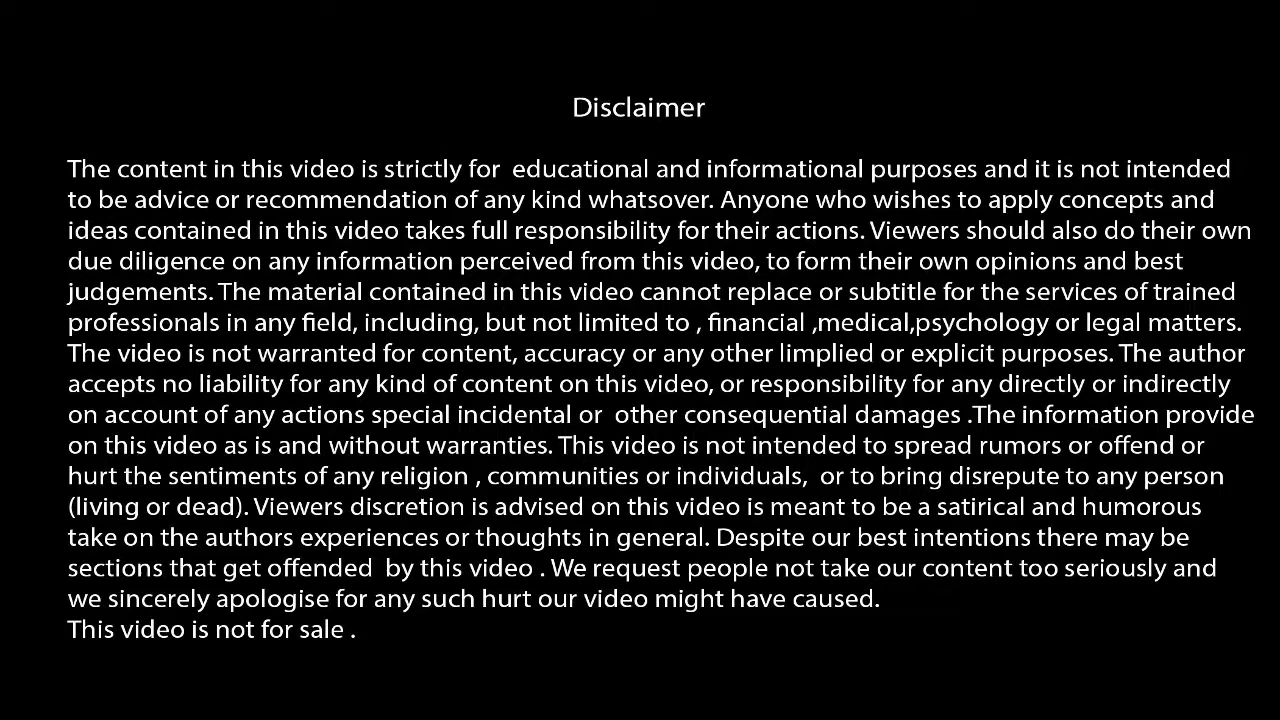 Disclaimer
The content in this video is strictly for  educational and informational purposes and it is not intended
to be advice or recommendation of any kind whatsover. Anyone who wishes to apply concepts and
ideas contained in this video takes full responsibility for their actions. Viewers should also do their own
due diligence on any information perceived from this video, to form their own opinions and best
judgements. The material contained in this video cannot replace or subtitle for the services of trained
professionals in any field, including, but not limited to , financial ,medical,psychology or legal matters.
The video is not warranted for content, accuracy or any other limplied or explicit purposes. The author
accepts no liability for any kind of content on this video, or responsibility for any directly or indirectly
on account of any actions special incidental or  other consequential damages .The information provide
on this video as is and without warranties. This video is not intended to spread rumors or offend or
hurt the sentiments of any religion , communities or individuals,  or to bring disrepute to any person
(living or dead). Viewers discretion is advised on this video is meant to be a satirical and humorous
take on the authors experiences or thoughts in general. Despite our best intentions there may be
sections that get offended  by this video . We request people not take our content too seriously and
we sincerely apologise for any such hurt our video might have caused.
This video is not for sale .